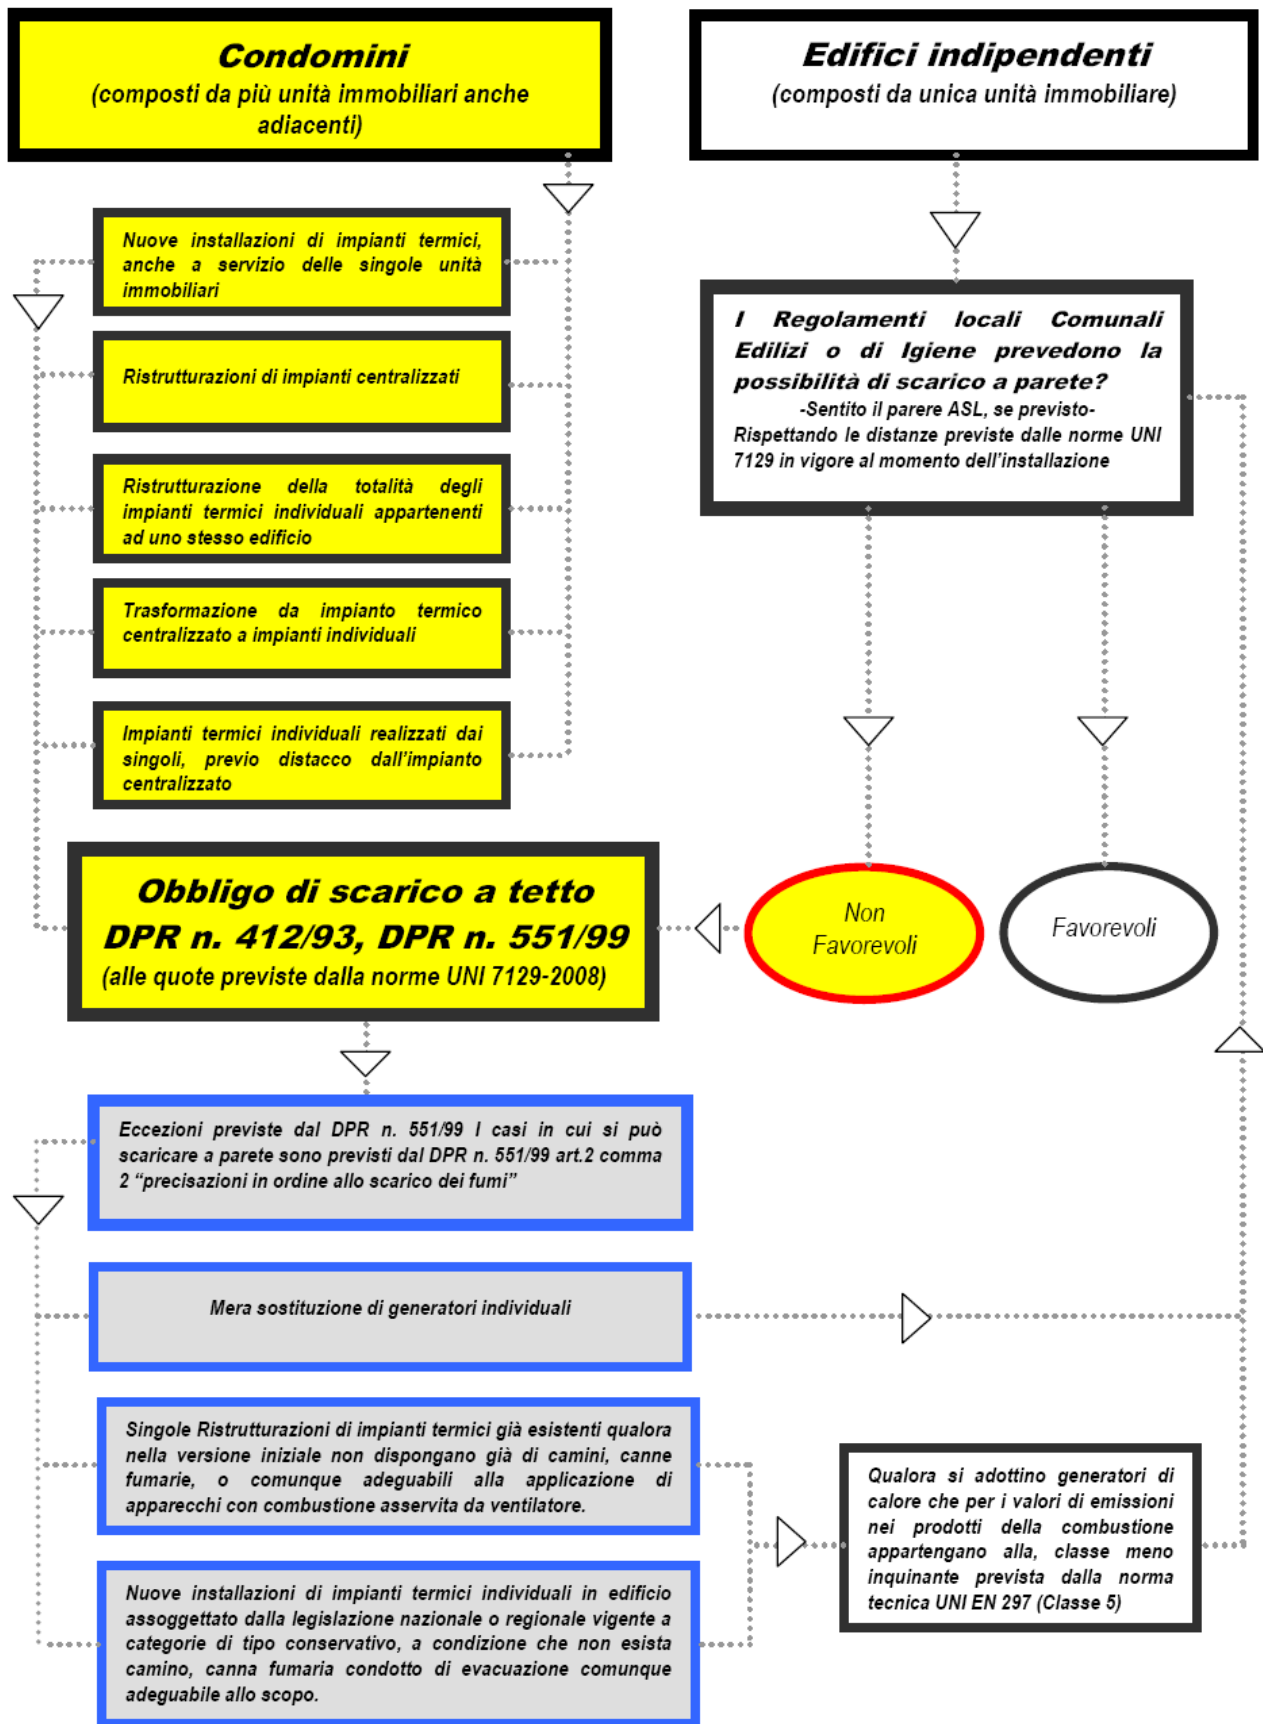 Condomini
(composti da più unità immobiliari anche
adiacenti)
Edifici indipendenti
(composti da unica unità immobiliare)
Nuove installazioni di impianti termici,
anche a servizio delle singole unità
immobiliari
Ristrutturazioni di impianti centralizzati
Ristrutturazione della totalità degli
impianti termici individuali appartenenti
ad uno stesso edificio
Trasformazione da impianto termico
centralizzato a impianti individuali
Impianti termici individuali realizzati dai
singoli, previo distacco dall'impianto
centralizzato
I Regolamenti locali Comunali
Edilizi o di Igiene prevedono la
possibilità di scarico a parete?
-Sentito il parere ASL, se previsto-
Rispettando le distanze previste dalle norme UNI
7129 in vigore al momento dell'installazione
Obbligo di scarico a tetto
DPR n. 412/93, DPR n. 551/99
(alle quote previste dalla norme UNI 7129-2008)
Non
Favorevoli
Favorevoli
Eccezioni previste dal DPR n. 551/99 I casi in cui si può
scaricare a parete sono previsti dal DPR n. 551/99 art.2 comma
2 “precisazioni in ordine allo scarico dei fumi”
Mera sostituzione di generatori individuali
Singole Ristrutturazioni di impianti termici già esistenti qualora
nella versione iniziale non dispongano già di camini, canne
fumarie, o comunque adeguabili alla applicazione di
apparecchi con combustione asservita da ventilatore.
Nuove installazioni di impianti termici individuali in edificio
assoggettato dalla legislazione nazionale o regionale vigente a
categorie di tipo conservativo, a condizione che non esista
camino, canna fumaria condotto di evacuazione comunque
adeguabile allo scopo.
Qualora si adottino generatori di
calore che per i valori di emissioni
nei prodotti della combustione
appartengano alla, classe meno
inquinante prevista dalla norma
tecnica UNI EN 297 (Classe 5)